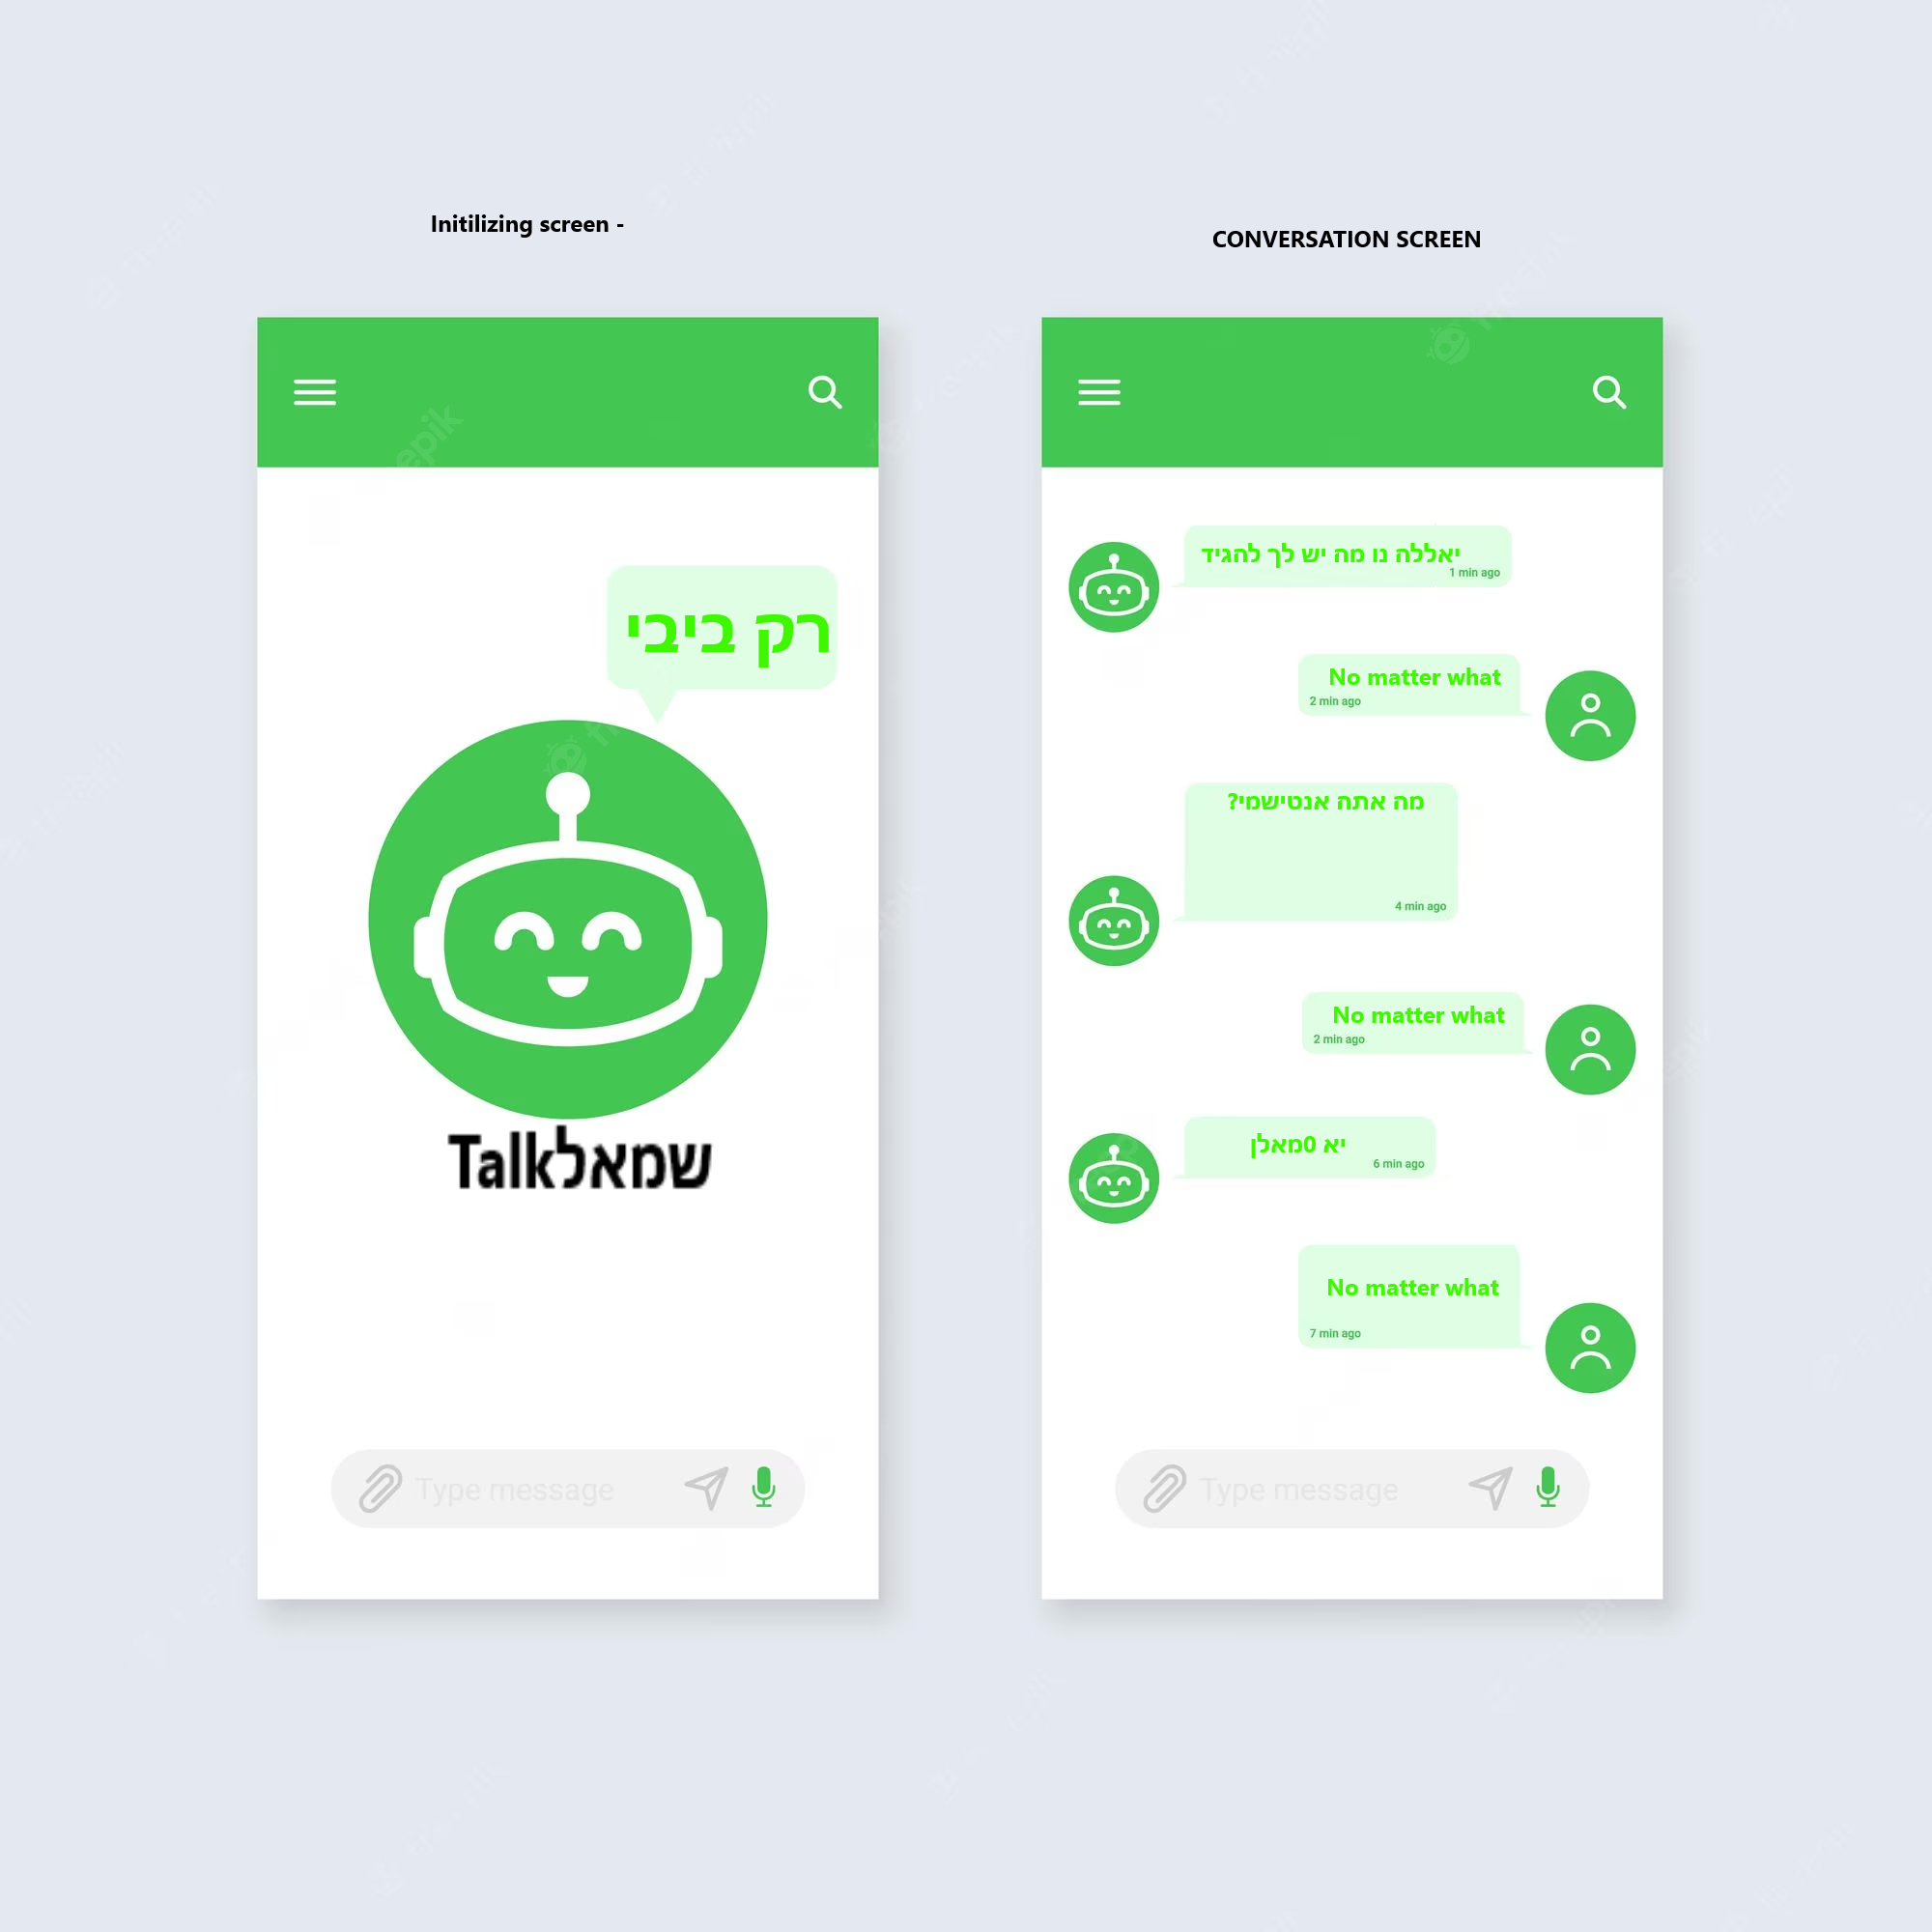 Initilizing screen -
רק ביבי
Talkשמאל
Type message
CONVERSATION SCREEN
יאללה נו מה יש לך להגיד
1 min ago
No matter what
2 min ago
מה אתה אנטישמי?
4 min ago
No matter what
2 min ago
יא 0מאלן
6 min ago
No matter what
7 min ago
Type message